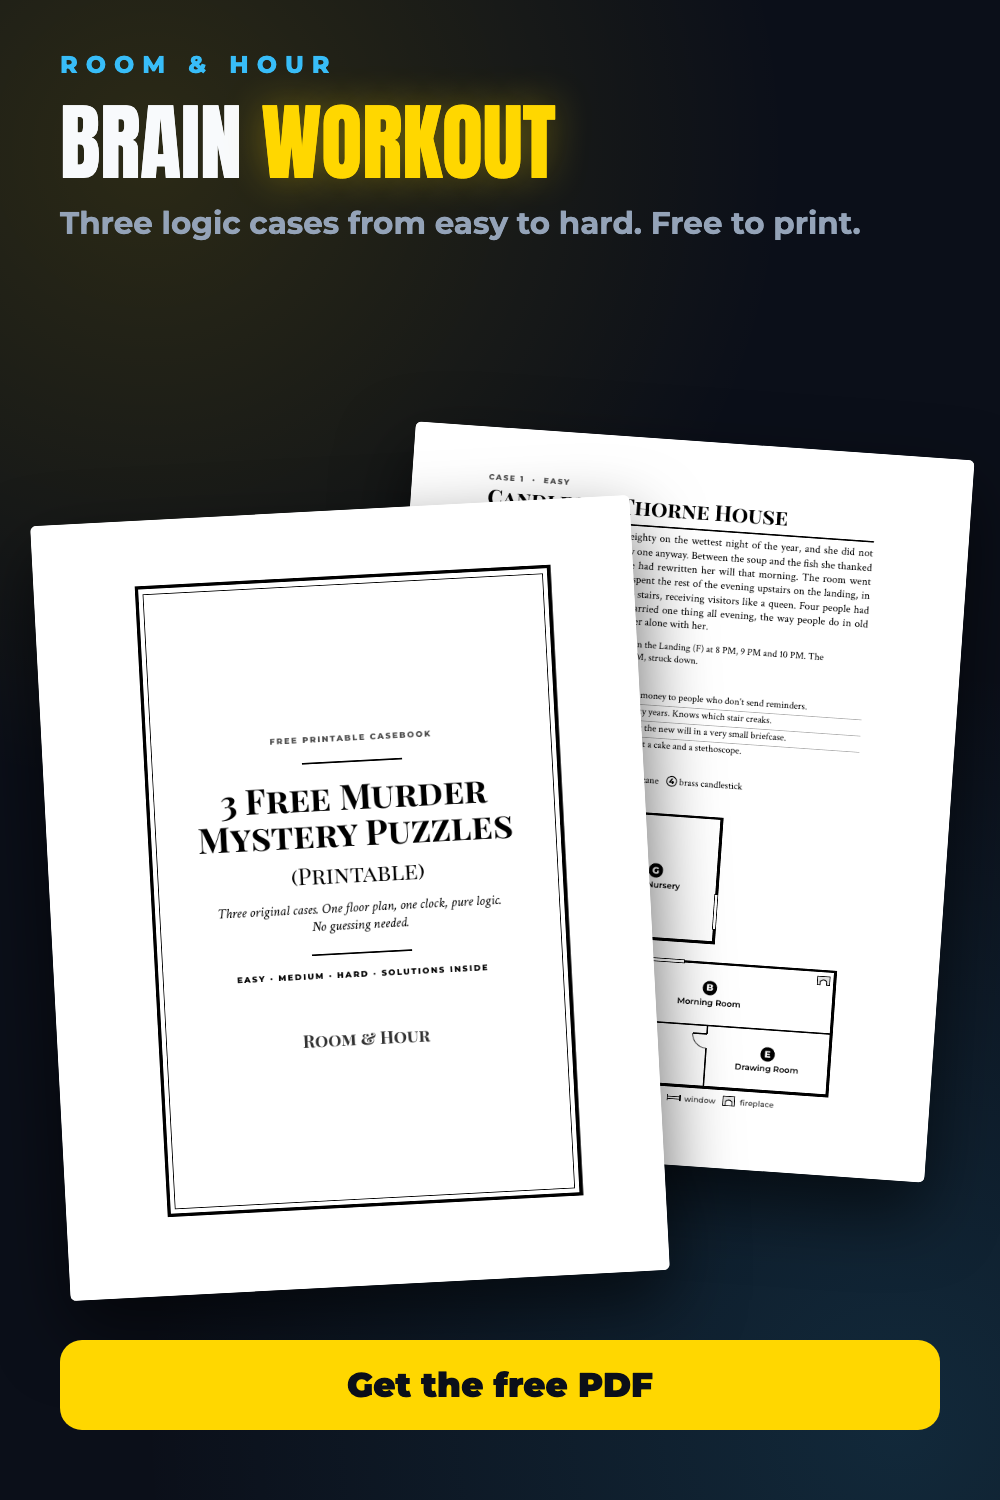 ROOM & HOUR
BRAIN WORKOUT
Three logic cases from easy to hard. Free to print.
CASE 1 · EASY
THORNE HOUSE
eighty on the wettest night of the year, and she did not
one anyway. Between the soup and the fish she thanked
had rewritten her will that morning. The room went
spent the rest of the evening upstairs on the landing, in
stairs, receiving visitors like a queen. Four people had
carried one thing all evening, the way people do in old
alone with her.
the Landing (F) at 8 PM, 9 PM and 10 PM. The
struck down.
money to people who don't send reminders.
years. Knows which stair creaks.
the new will in a very small briefcase.
a cake and a stethoscope.
4 brass candlestick
G
Nursery
B
Morning Room
E
Drawing Room
window fireplace
FREE PRINTABLE CASEBOOK
3 FREE MURDER
MYSTERY PUZZLES
(PRINTABLE)
Three original cases. One floor plan, one clock, pure logic.
No guessing needed.
EASY · MEDIUM · HARD · SOLUTIONS INSIDE
ROOM & HOUR
Get the free PDF